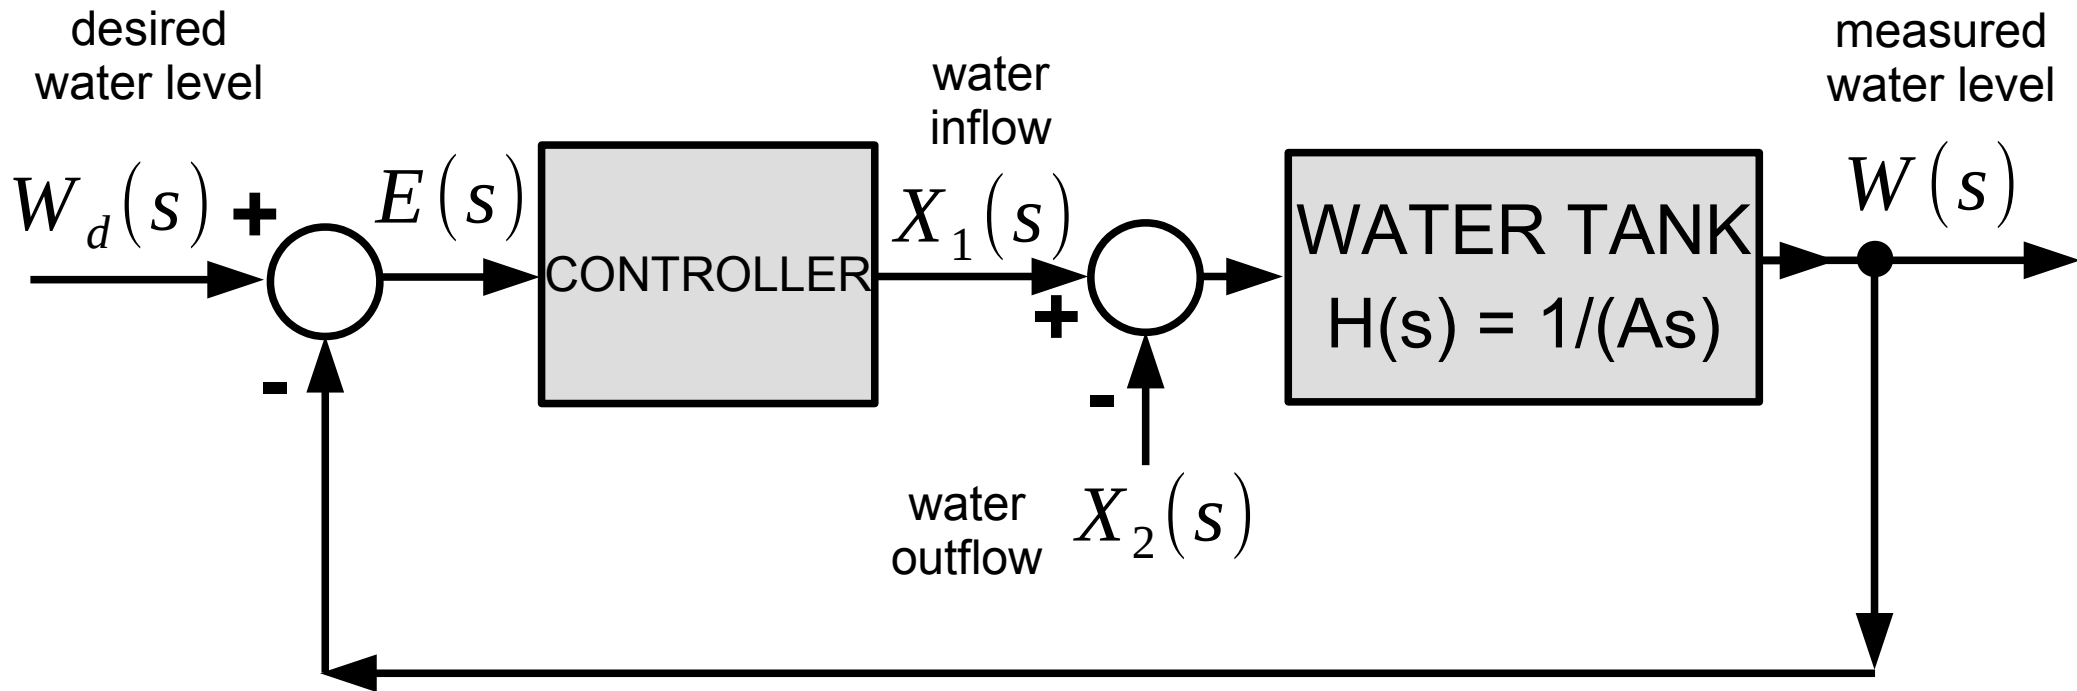 desired
water level
water
inflow
measured
water level
W_d(s)
+
E(s)
CONTROLLER
X_1(s)
+
WATER TANK
H(s) = 1/(As)
W(s)
-
-
water
outflow
X_2(s)